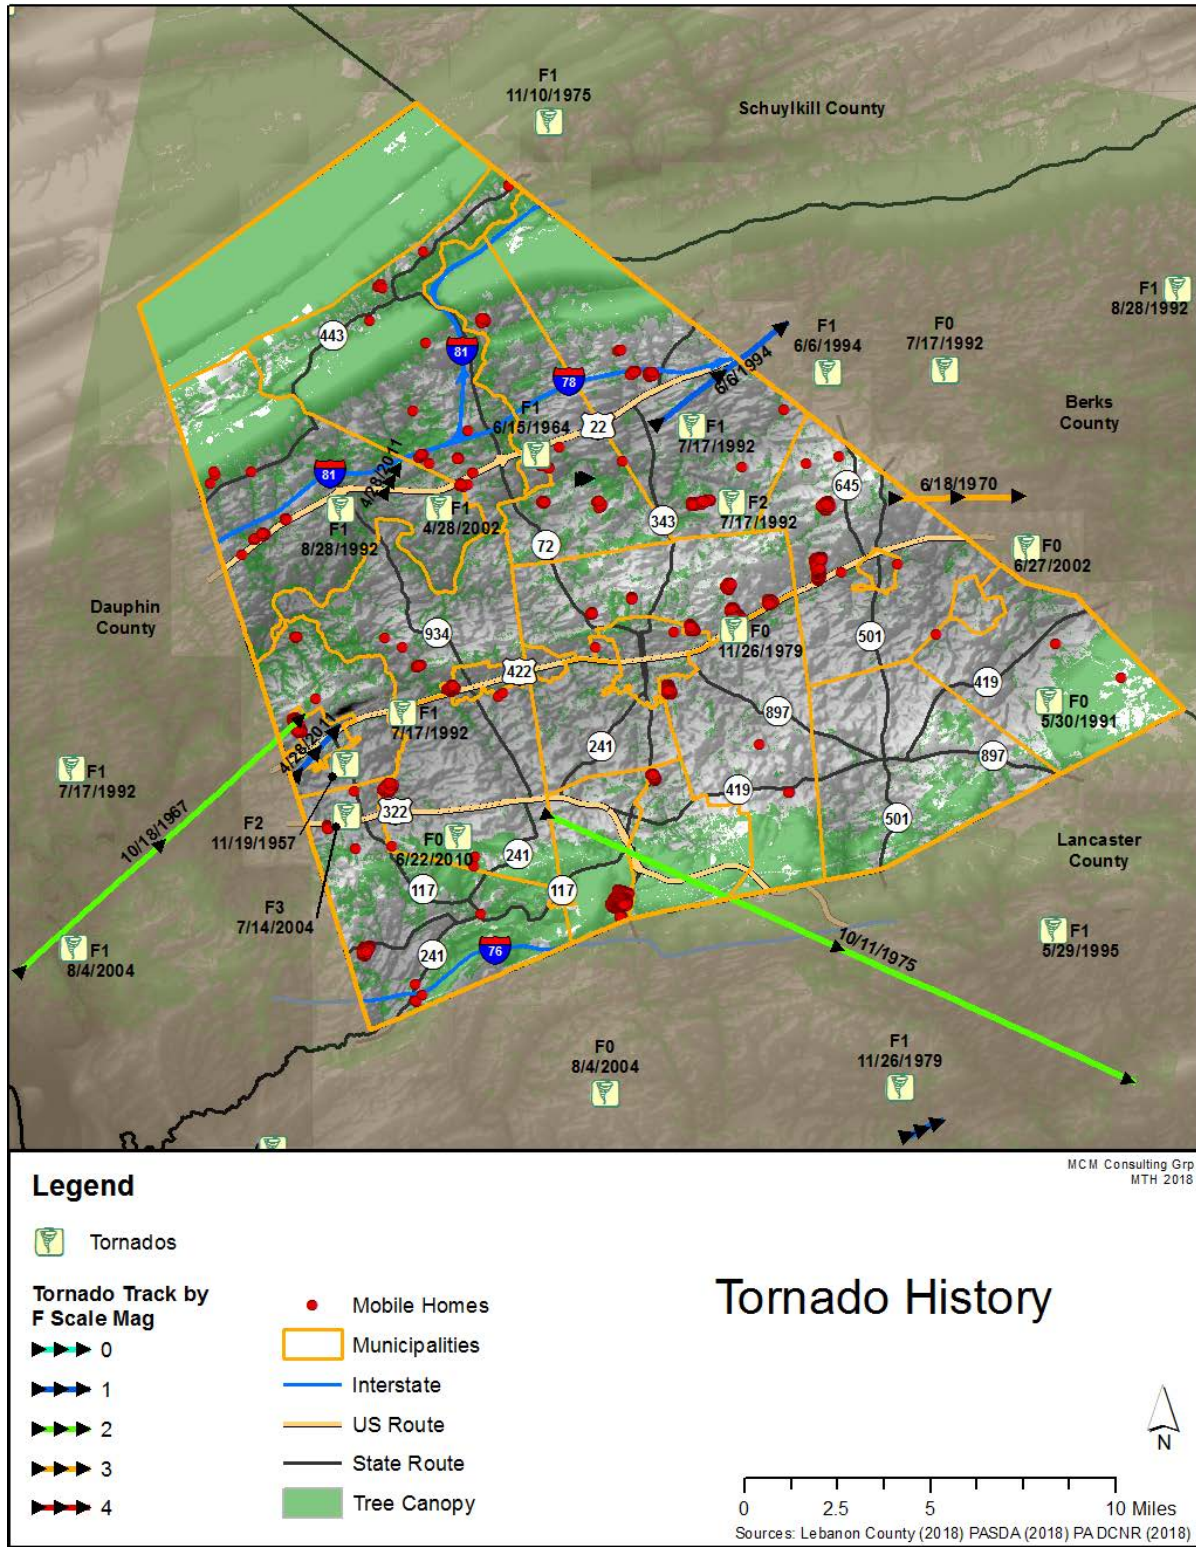 F1
11/10/1975
Schuylkill County
F1
8/28/1992
F1
6/6/1994
F0
7/17/1992
443
81
78
6/6/1994
Berks
County
F1
6/15/1964
22
F1
7/17/1992
81
4/28/2011
645
6/18/1970
F1
8/28/1992
F1
4/28/2002
F2
7/17/1992
343
72
F0
6/27/2002
Dauphin
County
934
F0
11/26/1979
501
422
419
F1
7/17/1992
897
F0
5/30/1991
4/28/2011
241
897
F1
7/17/1992
419
10/18/1967
322
F2
11/19/1957
501
F0
6/22/2010
241
Lancaster
County
117
117
F3
7/14/2004
F1
8/4/2004
241
76
10/11/1975
F1
5/29/1995
F0
8/4/2004
F1
11/26/1979
MCM Consulting Grp
MTH 2018
Legend
Tornados
Tornado Track by
F Scale Mag
0
1
2
3
4
Mobile Homes
Municipalities
Interstate
US Route
State Route
Tree Canopy
Tornado History
N
0 2.5 5 10 Miles
Sources: Lebanon County (2018) PASDA (2018) PA DCNR (2018)